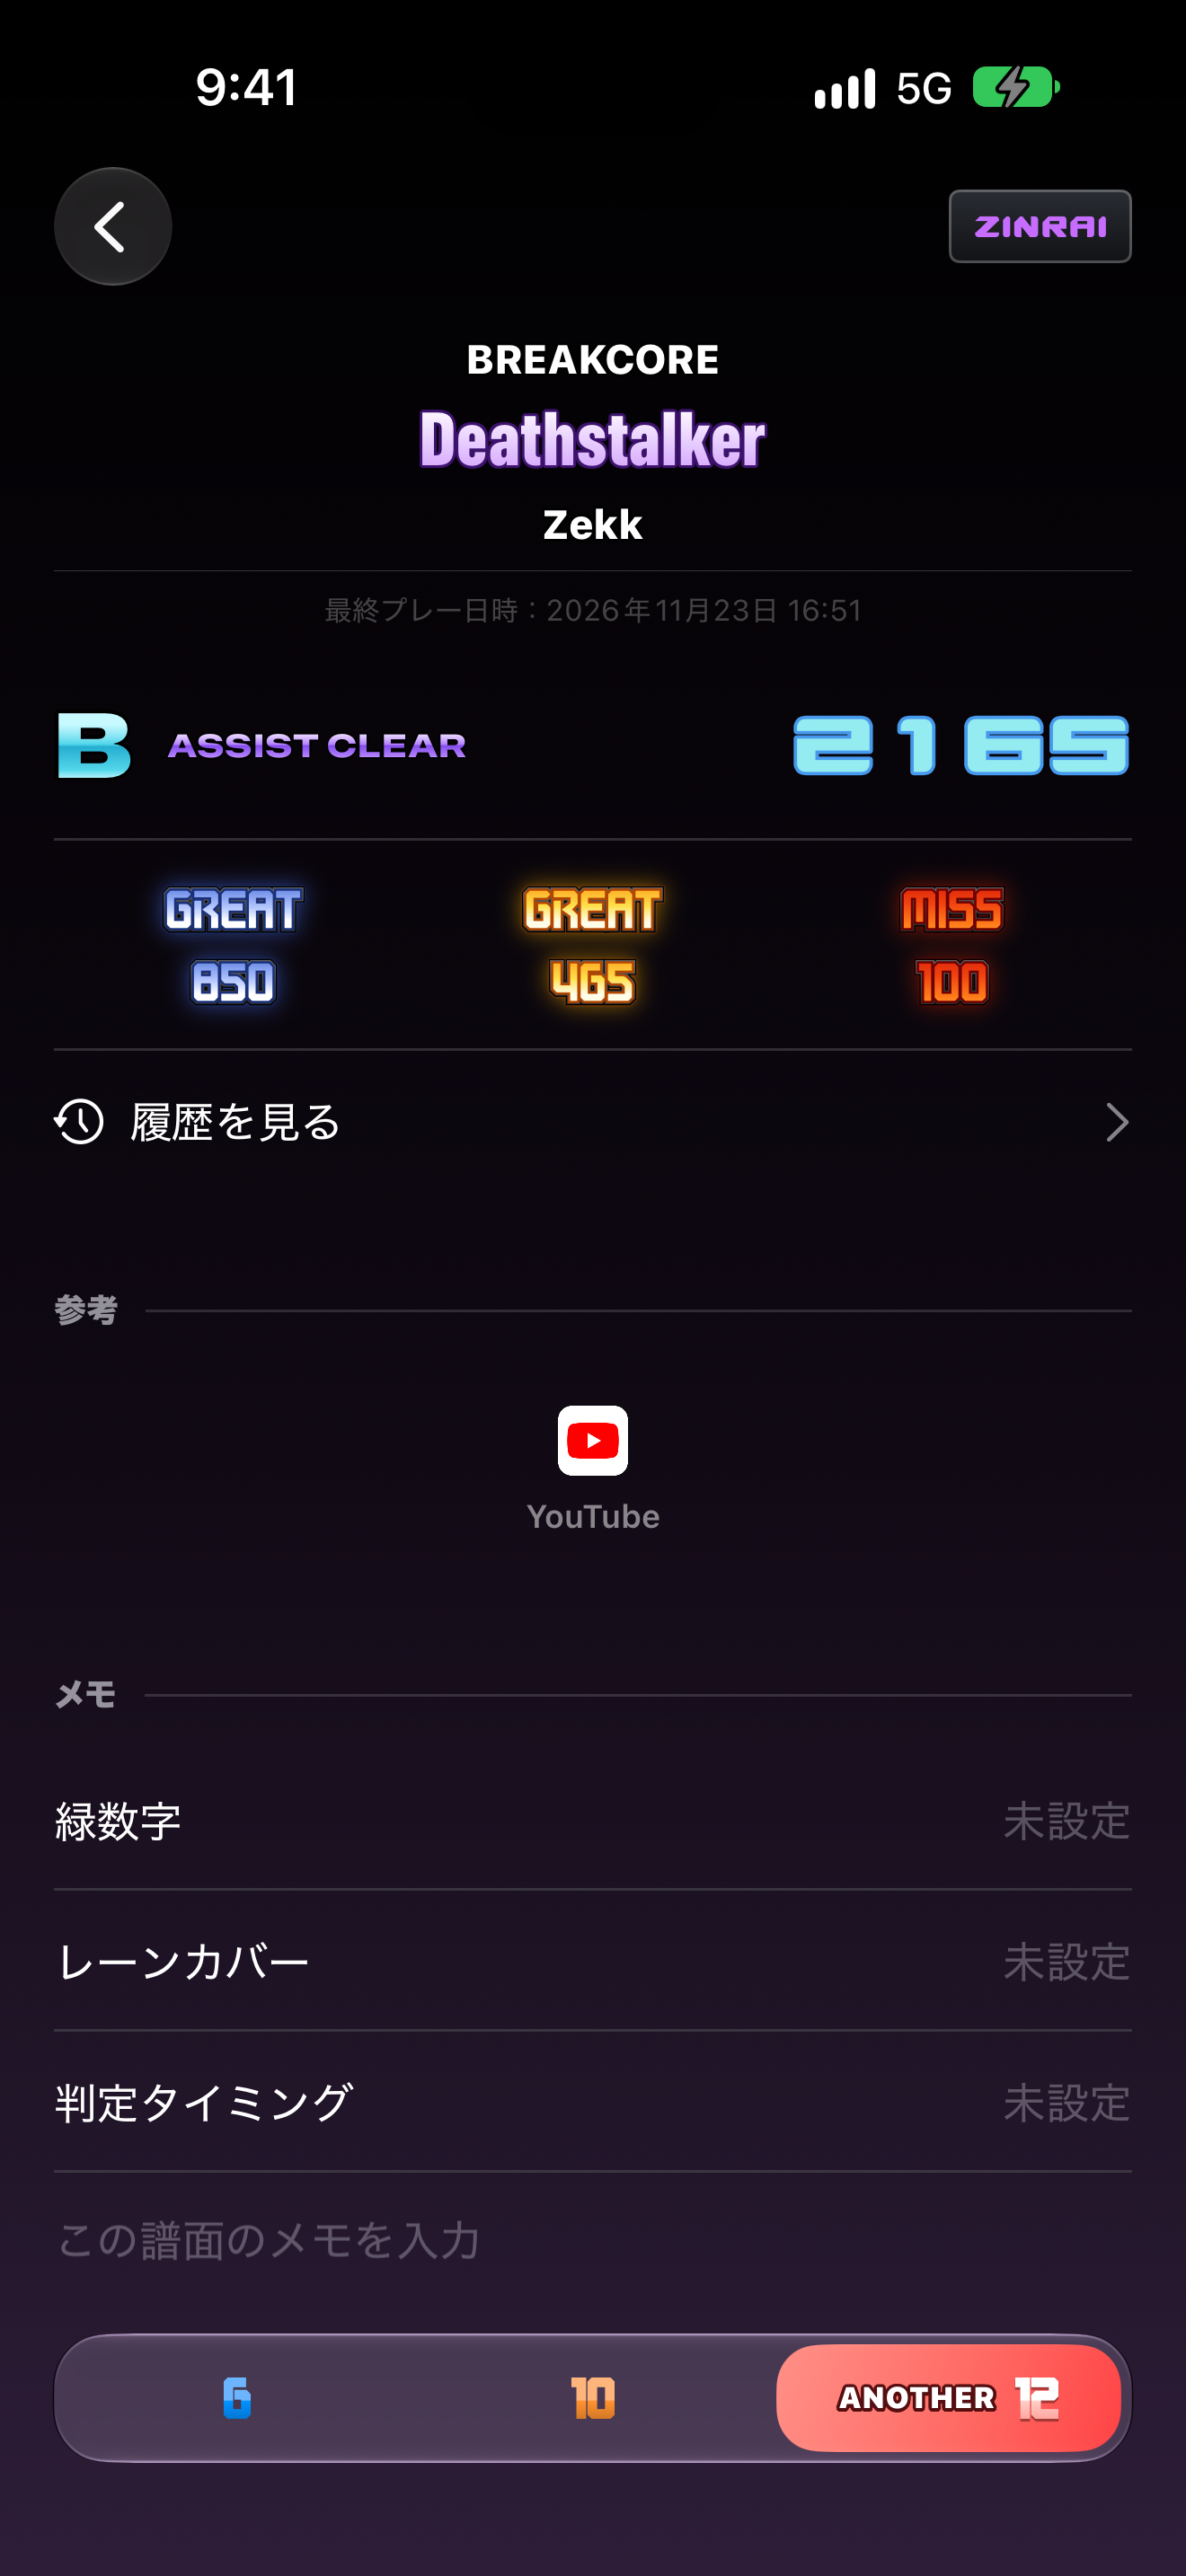 9:41
5G
ZINRAI
BREAKCORE
Deathstalker
Zekk
最終プレー日時：2026年11月23日 16:51
B ASSIST CLEAR 2165
GREAT GREAT MISS
850 465 100
履歴を見る
参考
YouTube
メモ
緑数字 未設定
レーンカバー 未設定
判定タイミング 未設定
この譜面のメモを入力
6 10 ANOTHER 12